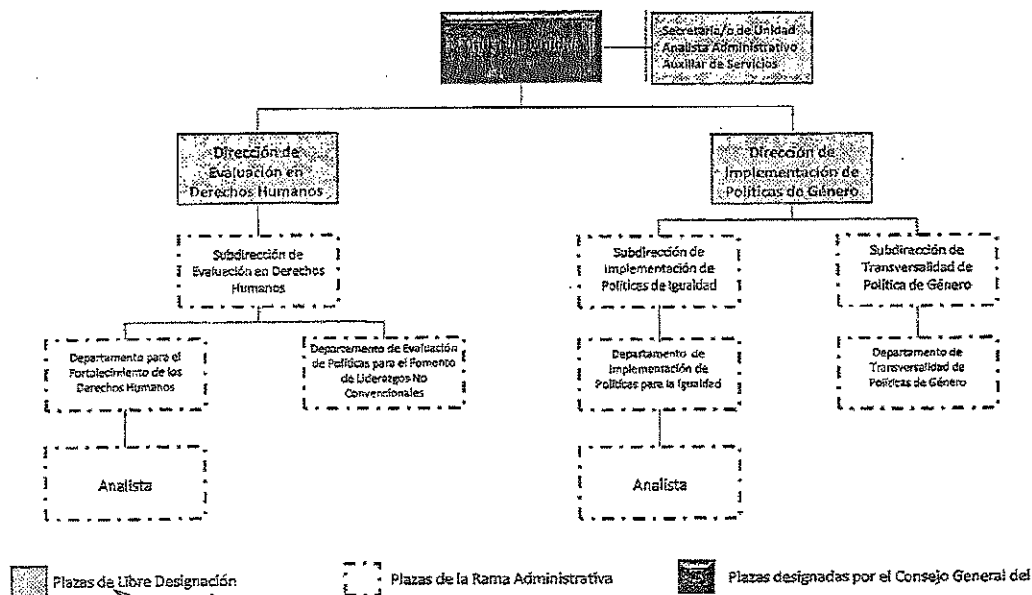 Secretaria/o de Unidad
Analista Administrativo
Auxiliar de Servicios
Dirección de
Evaluación en
Derechos Humanos
Dirección de
Implementación de
Políticas de Género
Subdirección de
Evaluación en Derechos
Humanos
Subdirección de
Implementación de
Políticas de Igualdad
Subdirección de
Transversalidad de
Política de Género
Departamento para el
Fortalecimiento de los
Derechos Humanos
Departamento de Evaluación
de Políticas para el Fomento
de Liderazgos No
Convencionales
Departamento de
Implementación de
Políticas para la Igualdad
Departamento de
Transversalidad de
Políticas de Género
Analista
Analista
Plazas de Libre Designación
Plazas de la Rama Administrativa
Plazas designadas por el Consejo General del